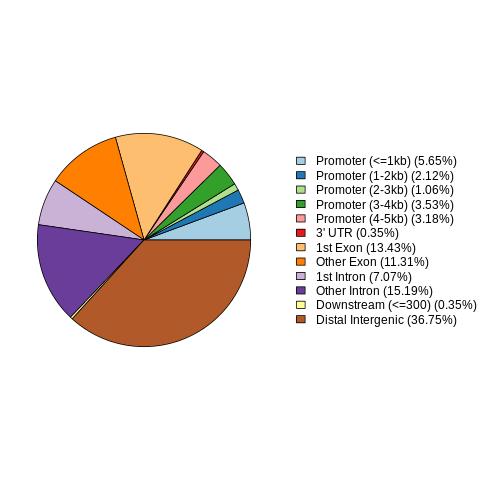 Promoter (<=1kb) (5.65%)
Promoter (1-2kb) (2.12%)
Promoter (2-3kb) (1.06%)
Promoter (3-4kb) (3.53%)
Promoter (4-5kb) (3.18%)
3' UTR (0.35%)
1st Exon (13.43%)
Other Exon (11.31%)
1st Intron (7.07%)
Other Intron (15.19%)
Downstream (<=300) (0.35%)
Distal Intergenic (36.75%)